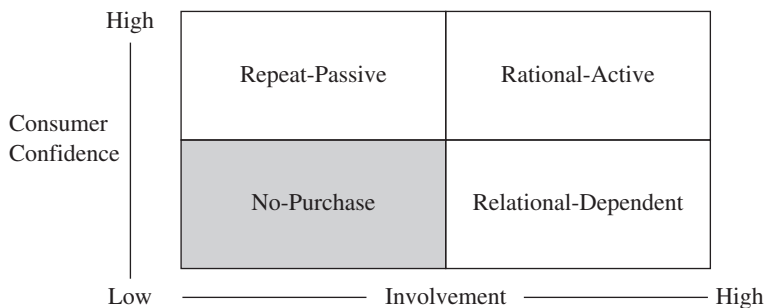 High
Repeat-Passive
Rational-Active
Consumer
Confidence
No-Purchase
Relational-Dependent
Low
Involvement
High